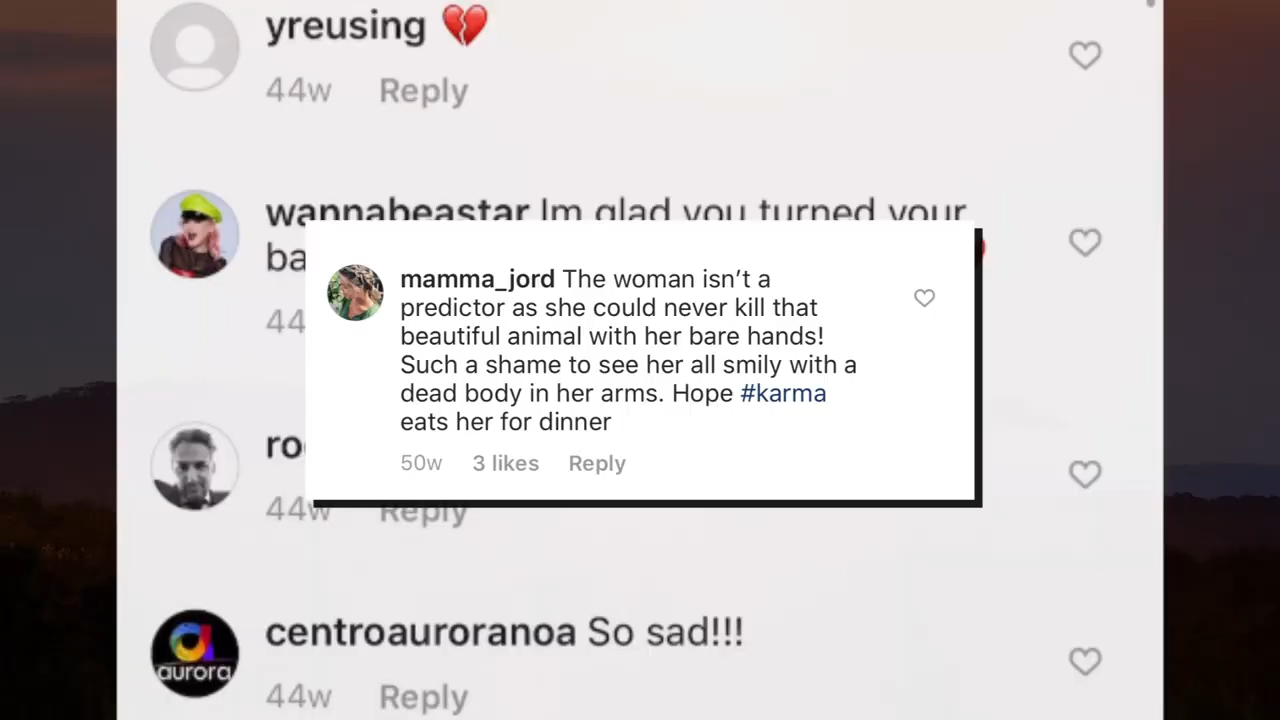 yreusing 💔
44w Reply
wannabeastar Im glad you turned your
ba
44
mamma_jord The woman isn’t a
predictor as she could never kill that
beautiful animal with her bare hands!
Such a shame to see her all smily with a
dead body in her arms. Hope #karma
eats her for dinner
50w 3 likes Reply
ro
44w Reply
centroauroranoa So sad!!!
aurora
44w Reply